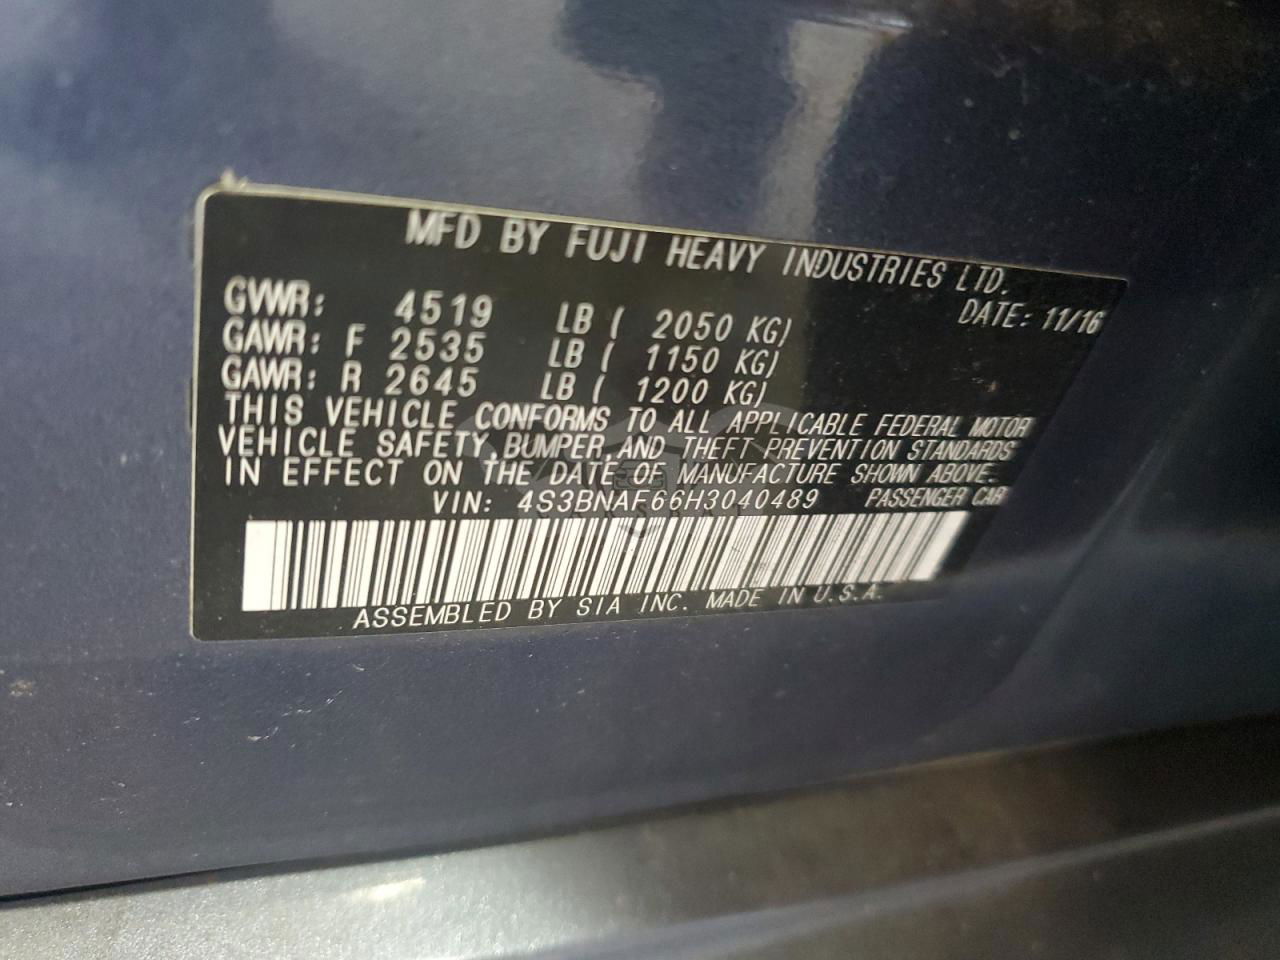 MFD BY FUJI HEAVY INDUSTRIES LTD.
DATE: 11/16
GVWR: 4519 LB ( 2050 KG)
GAWR: F 2535 LB ( 1150 KG)
GAWR: R 2645 LB ( 1200 KG)
THIS VEHICLE CONFORMS TO ALL APPLICABLE FEDERAL MOTOR
VEHICLE SAFETY,BUMPER,AND THEFT PREVENTION STANDARDS
IN EFFECT ON THE DATE OF MANUFACTURE SHOWN ABOVE.
VIN: 4S3BNAF66H3040489 PASSENGER CAR
ASSEMBLED BY SIA INC. MADE IN U.S.A.